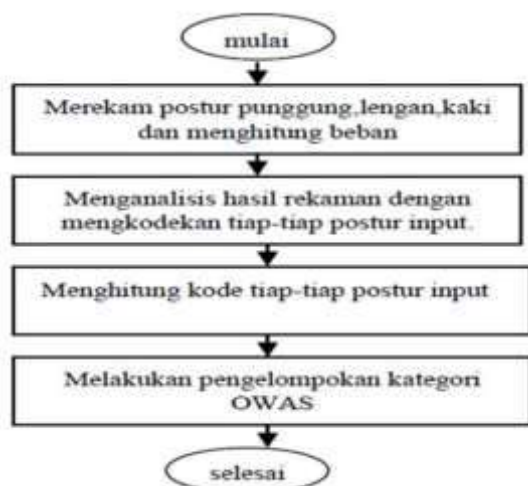 mulai
Merekam postur punggung,lengan,kaki
dan menghitung beban
Menganalisis hasil rekaman dengan
mengkodekan tiap-tiap postur input.
Menghitung kode tiap-tiap postur input
Melakukan pengelompokan kategori
OWAS
selesai